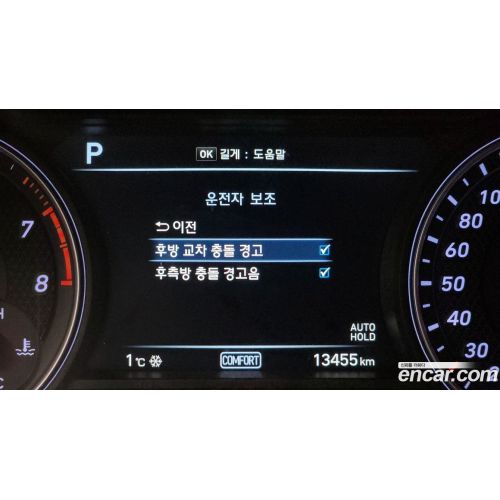 P
OK 길게 : 도움말
운전자 보조
이전
후방 교차 충돌 경고
후측방 충돌 경고음
AUTO
HOLD
1℃
COMFORT
13455 km
7
8
H
C
100
80
60
50
40
30
20
encar.com